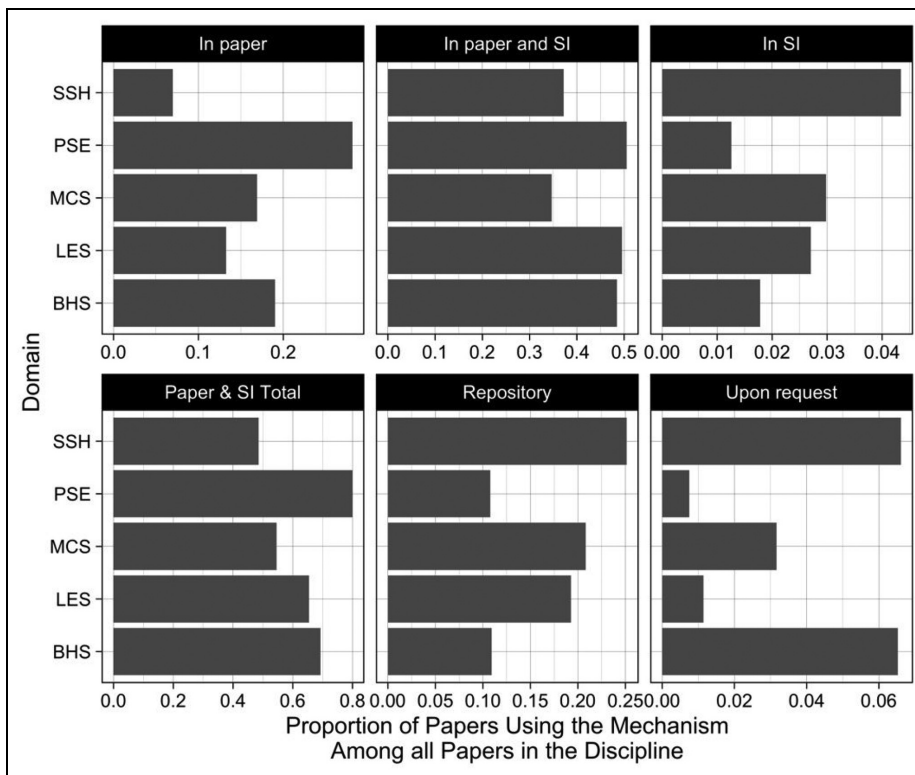 In paper
In paper and SI
In SI
SSH
PSE
MCS
LES
BHS
0.0 0.1 0.2
0.0 0.1 0.2 0.3 0.4 0.5
0.00 0.01 0.02 0.03 0.04
Domain
Paper & SI Total
Repository
Upon request
SSH
PSE
MCS
LES
BHS
0.0 0.2 0.4 0.6 0.8
0.00 0.05 0.10 0.15 0.20 0.25
0.00 0.02 0.04 0.06
Proportion of Papers Using the Mechanism
Among all Papers in the Discipline